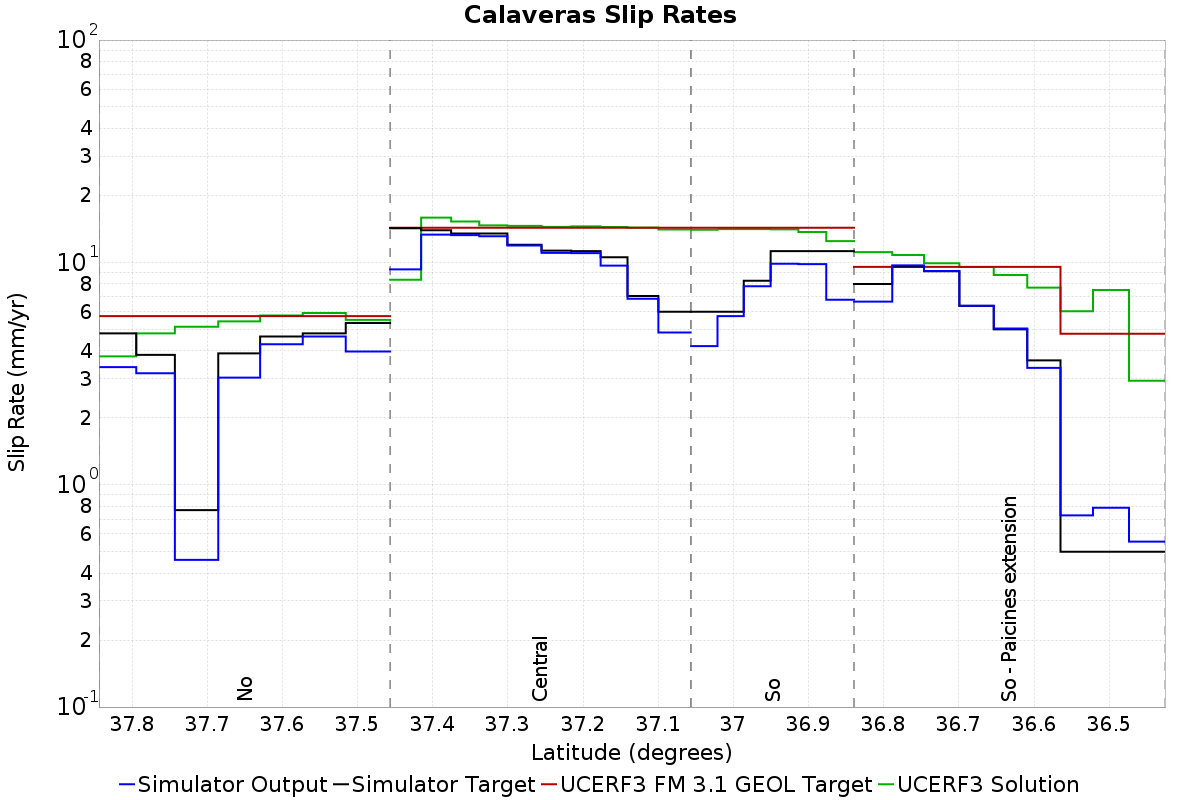 Calaveras Slip Rates
Slip Rate (mm/yr)
10^2
8
6
4
3
2
10^1
8
6
4
3
2
10^0
8
6
4
3
2
10^-1
No
Central
So
So - Paicines extension
37.8 37.7 37.6 37.5 37.4 37.3 37.2 37.1 37 36.9 36.8 36.7 36.6 36.5
Latitude (degrees)
Simulator Output Simulator Target UCERF3 FM 3.1 GEOL Target UCERF3 Solution